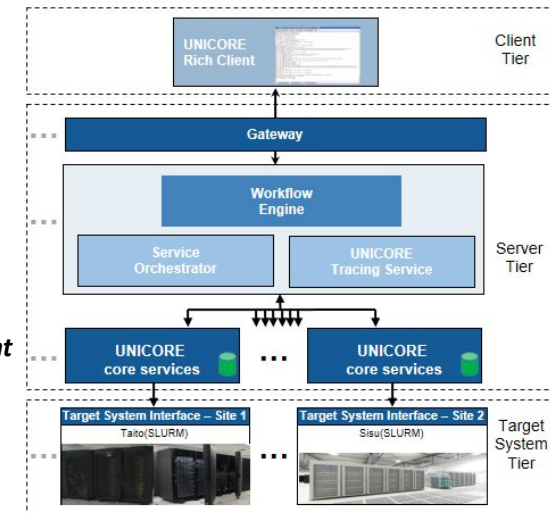 UNICORE
Rich Client
Client
Tier
...
Gateway
...
Workflow
Engine
Service
Orchestrator
UNICORE
Tracing Service
Server
Tier
nt
...
UNICORE
core services
...
UNICORE
core services
Target System Interface – Site 1
Taito(SLURM)
Target System Interface – Site 2
Sisu(SLURM)
...
...
Target
System
Tier